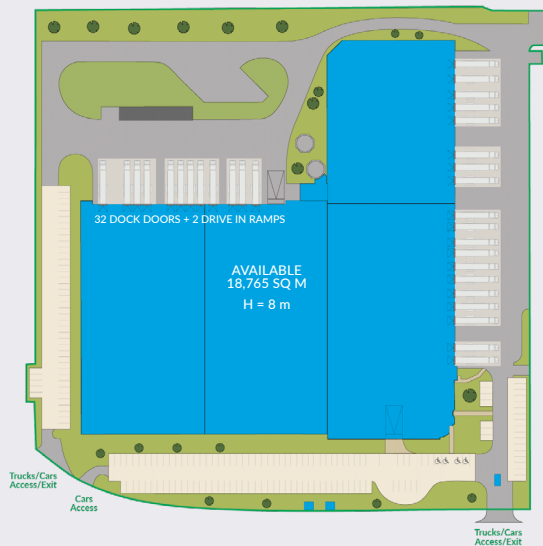 32 DOCK DOORS + 2 DRIVE IN RAMPS
AVAILABLE
18,765 SQ M
H = 8 m
Trucks/Cars
Access/Exit
Cars
Access
Trucks/Cars
Access/Exit